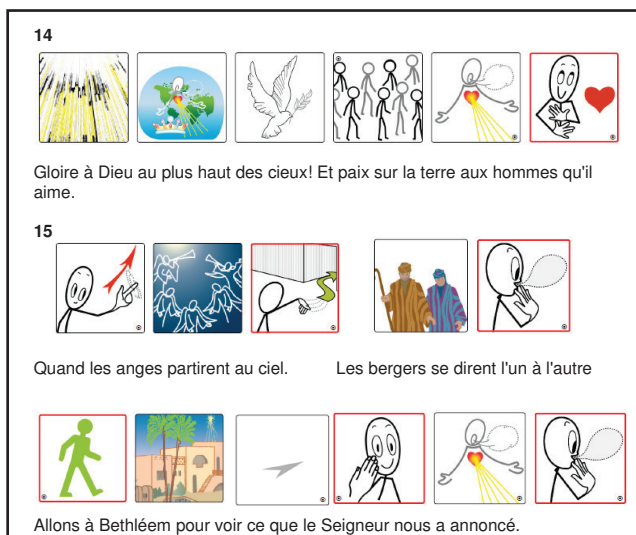 14
Gloire à Dieu au plus haut des cieux! Et paix sur la terre aux hommes qu'il
aime.
15
Quand les anges partirent au ciel. Les bergers se dirent l'un à l'autre
Allons à Bethléem pour voir ce que le Seigneur nous a annoncé.